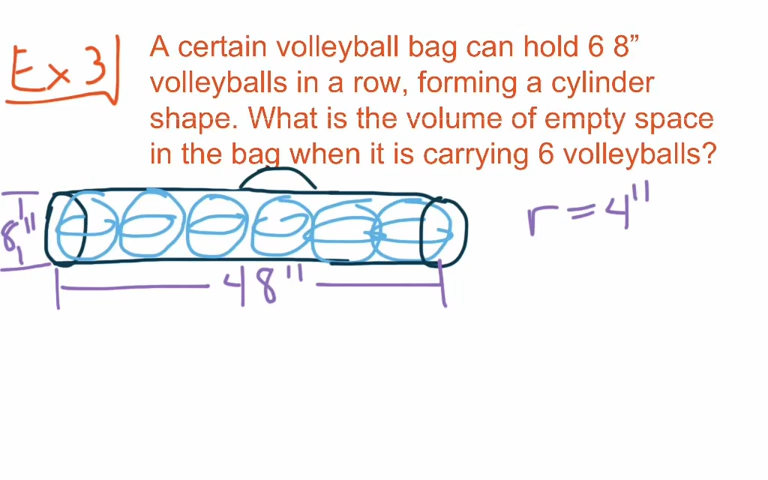 Ex 3
A certain volleyball bag can hold 6 8”
volleyballs in a row, forming a cylinder
shape. What is the volume of empty space
in the bag when it is carrying 6 volleyballs?
8"
r = 4"
48"